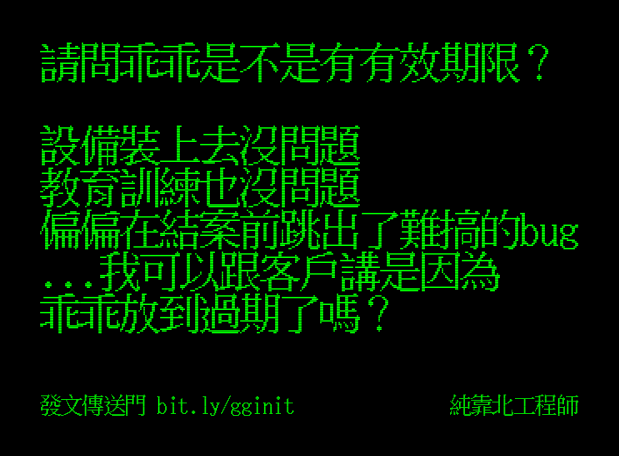 請問乖乖是不是有有效期限？
設備裝上去沒問題
教育訓練也沒問題
偏偏在結案前跳出了難搞的bug
...我可以跟客戶講是因為
乖乖放到過期了嗎？
發文傳送門 bit.ly/gginit
純靠北工程師